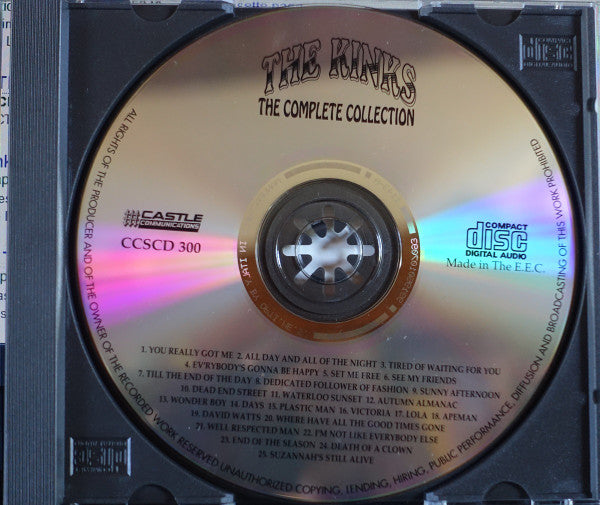 THE KINKS
THE COMPLETE COLLECTION
ALL RIGHTS OF THE PRODUCER AND OF THE OWNER OF THE RECORDED WORK RESERVED UNAUTHORIZED COPYING, LENDING, HIRING, PUBLIC PERFORMANCE, DIFFUSION AND BROADCASTING OF THIS WORK PROHIBITED
CASTLE
COMMUNICATIONS
CCSCD 300
COMPACT
disc
DIGITAL AUDIO
Made in The E.E.C.
1. YOU REALLY GOT ME 2. ALL DAY AND ALL OF THE NIGHT 3. TIRED OF WAITING FOR YOU
4. EV'RYBODY'S GONNA BE HAPPY 5. SET ME FREE 6. SEE MY FRIENDS
7. TILL THE END OF THE DAY 8. DEDICATED FOLLOWER OF FASHION 9. SUNNY AFTERNOON
10. DEAD END STREET 11. WATERLOO SUNSET 12. AUTUMN ALMANAC
13. WONDER BOY 14. DAYS 15. PLASTIC MAN 16. VICTORIA 17. LOLA 18. APEMAN
19. DAVID WATTS 20. WHERE HAVE ALL THE GOOD TIMES GONE
21. WELL RESPECTED MAN 22. I'M NOT LIKE EVERYBODY ELSE
23. END OF THE SEASON 24. DEATH OF A CLOWN
25. SUZANNAH'S STILL ALIVE
COMPACT
disc
DIGITAL AUDIO